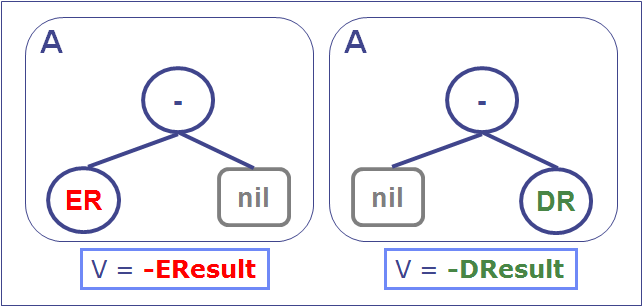 A
-
ER
nil
V = -EResult
A
-
nil
DR
V = -DResult